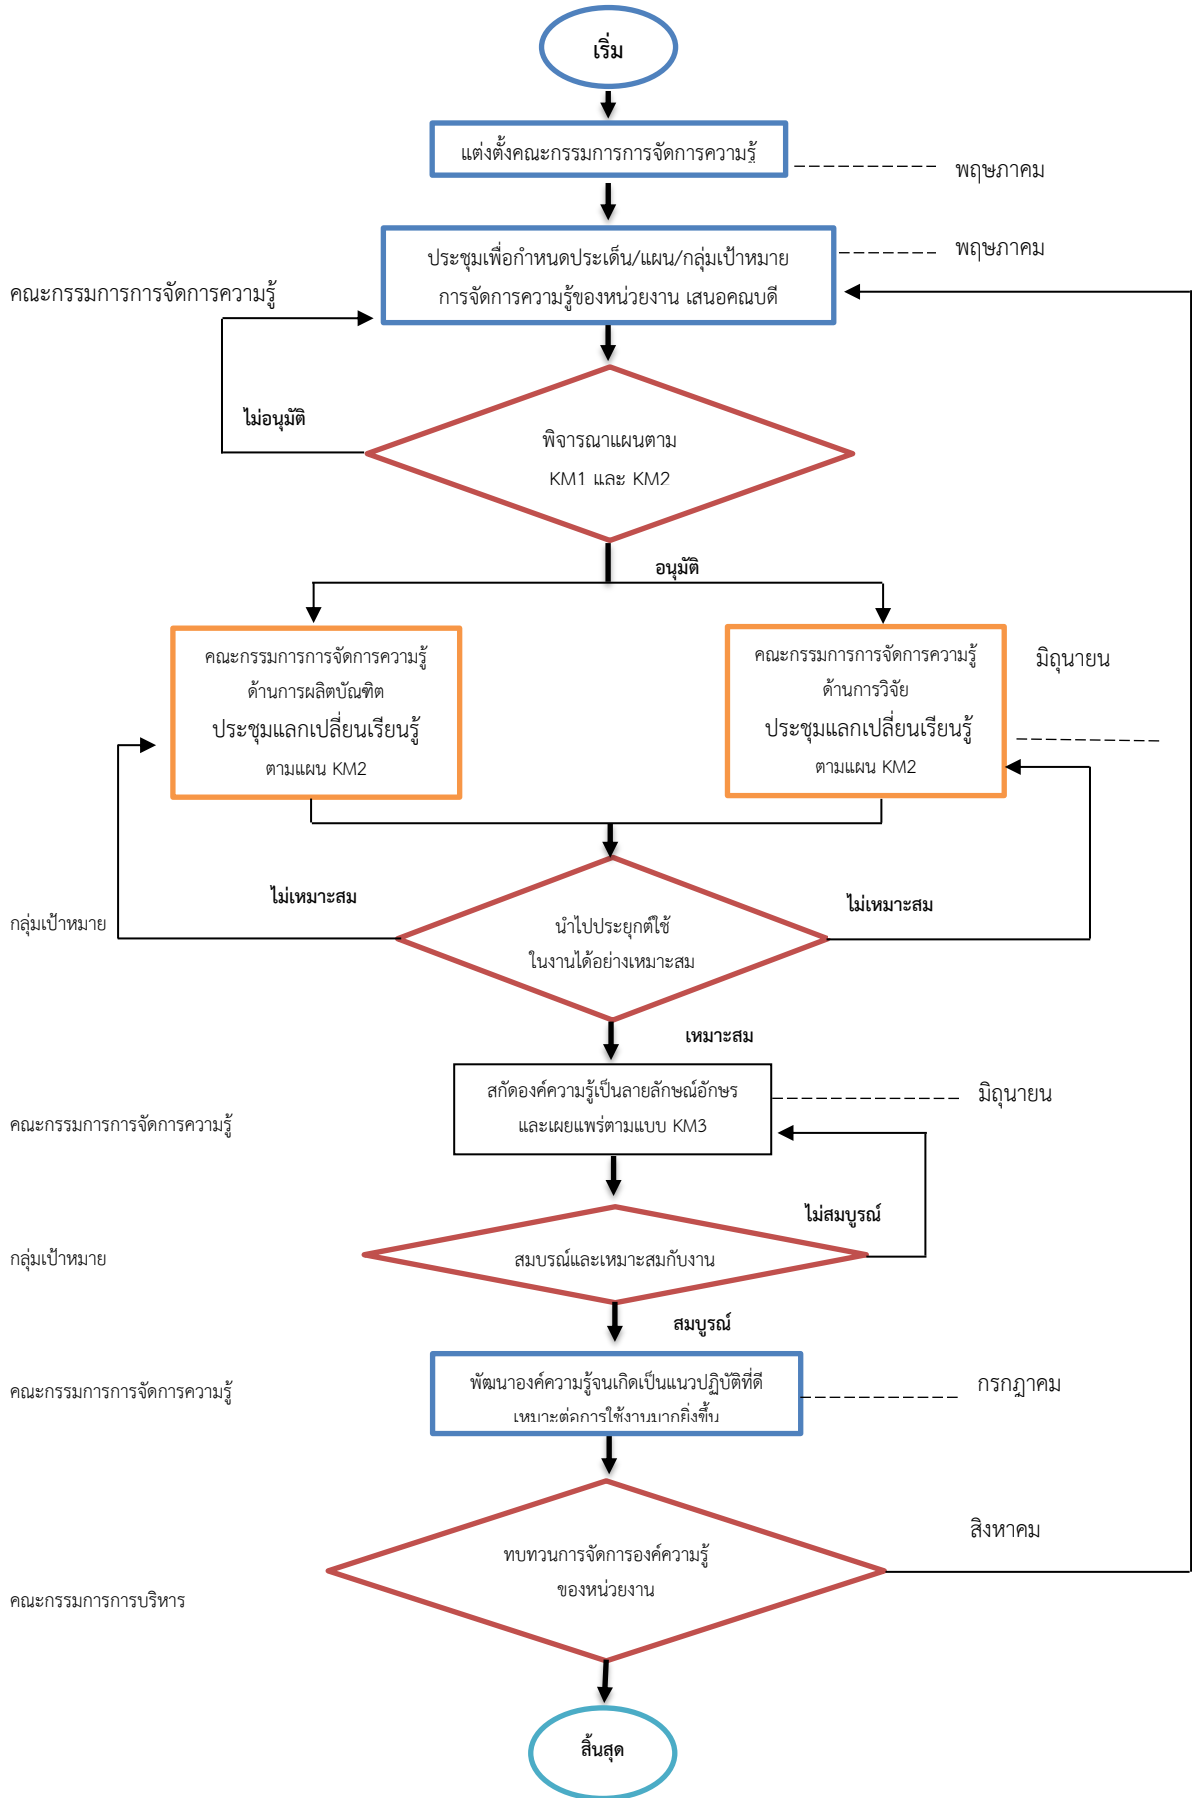 เริ่ม
แต่งตั้งคณะกรรมการการจัดการความรู้
พฤษภาคม
ประชุมเพื่อกำหนดประเด็น/แผน/กลุ่มเป้าหมาย
การจัดการความรู้ของหน่วยงาน เสนอคณบดี
พฤษภาคม
คณะกรรมการการจัดการความรู้
ไม่อนุมัติ
พิจารณาแผนตาม
KM1 และ KM2
อนุมัติ
คณะกรรมการการจัดการความรู้
ด้านการผลิตบัณฑิต
ประชุมแลกเปลี่ยนเรียนรู้
ตามแผน KM2
คณะกรรมการการจัดการความรู้
ด้านการวิจัย
ประชุมแลกเปลี่ยนเรียนรู้
ตามแผน KM2
มิถุนายน
ไม่เหมาะสม
ไม่เหมาะสม
กลุ่มเป้าหมาย
นำไปประยุกต์ใช้
ในงานได้อย่างเหมาะสม
เหมาะสม
สกัดองค์ความรู้เป็นลายลักษณ์อักษร
และเผยแพร่ตามแบบ KM3
มิถุนายน
คณะกรรมการการจัดการความรู้
ไม่สมบูรณ์
กลุ่มเป้าหมาย
สมบรณ์และเหมาะสมกับงาน
สมบูรณ์
คณะกรรมการการจัดการความรู้
พัฒนาองค์ความรู้จนเกิดเป็นแนวปฏิบัติที่ดี
เหมาะต่อการใช้งานมากยิ่งขึ้น
กรกฎาคม
สิงหาคม
ทบทวนการจัดการองค์ความรู้
ของหน่วยงาน
คณะกรรมการการบริหาร
สิ้นสุด